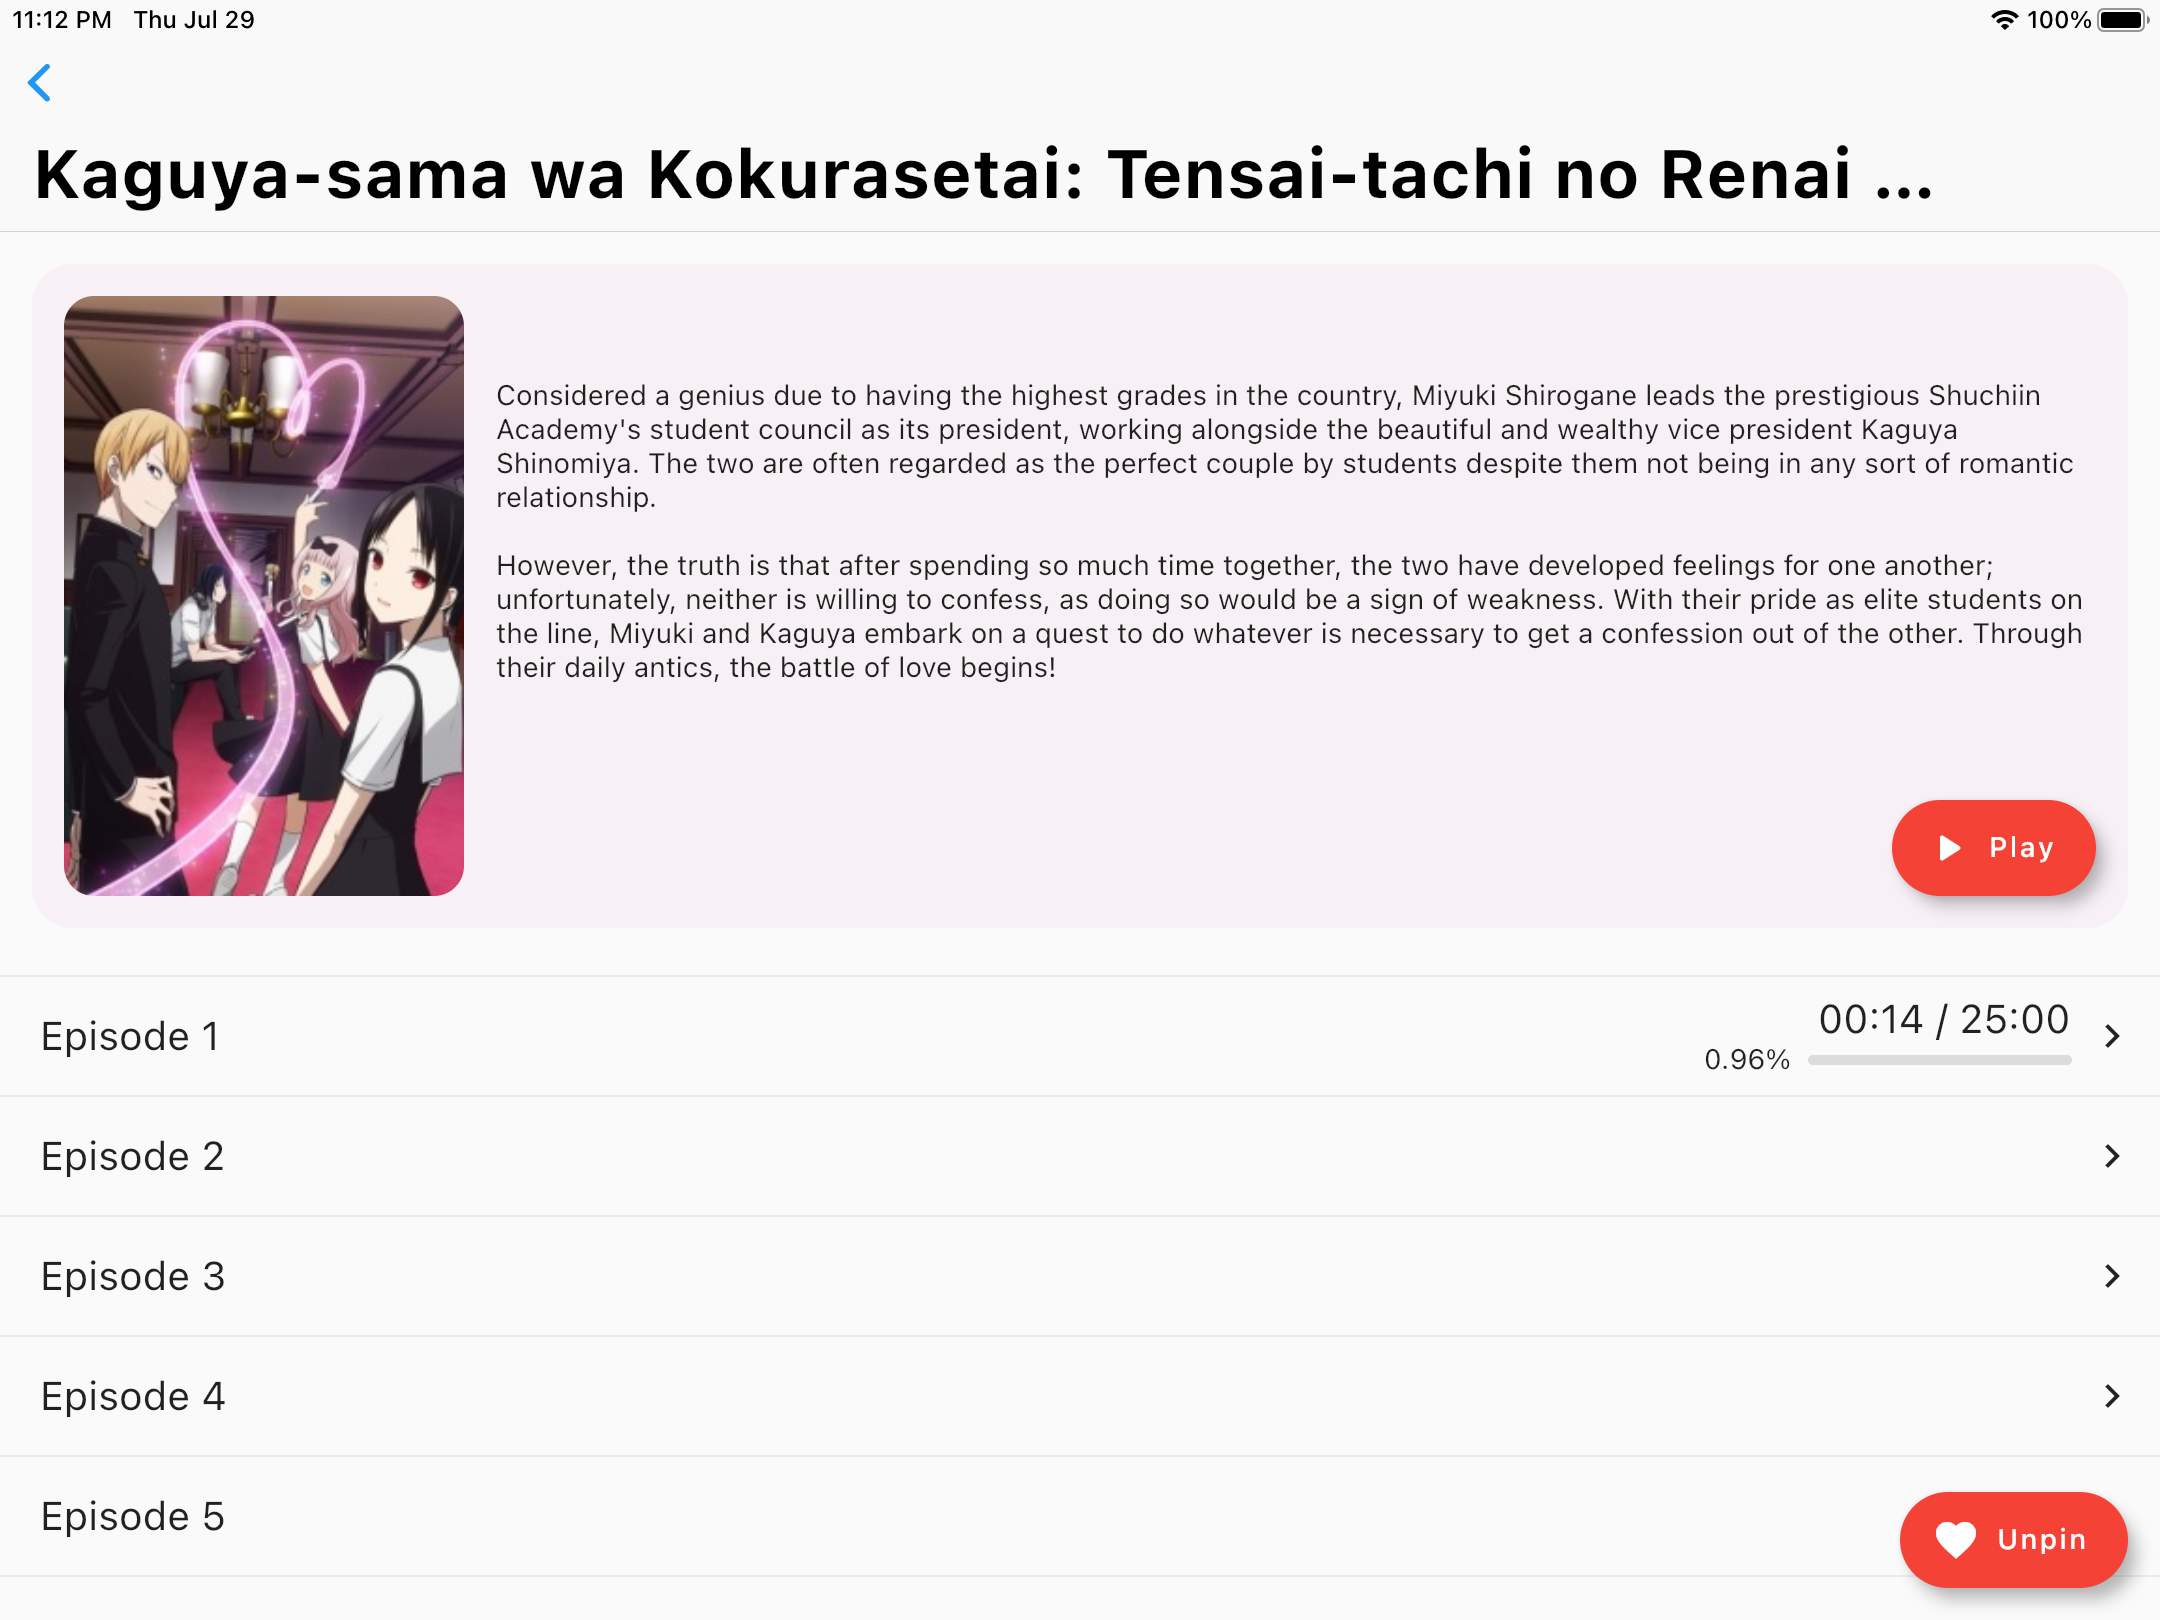 11:12 PM Thu Jul 29
100%
Kaguya-sama wa Kokurasetai: Tensai-tachi no Renai ...
Considered a genius due to having the highest grades in the country, Miyuki Shirogane leads the prestigious Shuchiin
Academy's student council as its president, working alongside the beautiful and wealthy vice president Kaguya
Shinomiya. The two are often regarded as the perfect couple by students despite them not being in any sort of romantic
relationship.
However, the truth is that after spending so much time together, the two have developed feelings for one another;
unfortunately, neither is willing to confess, as doing so would be a sign of weakness. With their pride as elite students on
the line, Miyuki and Kaguya embark on a quest to do whatever is necessary to get a confession out of the other. Through
their daily antics, the battle of love begins!
Play
Episode 1
00:14 / 25:00
0.96%
Episode 2
Episode 3
Episode 4
Episode 5
Unpin